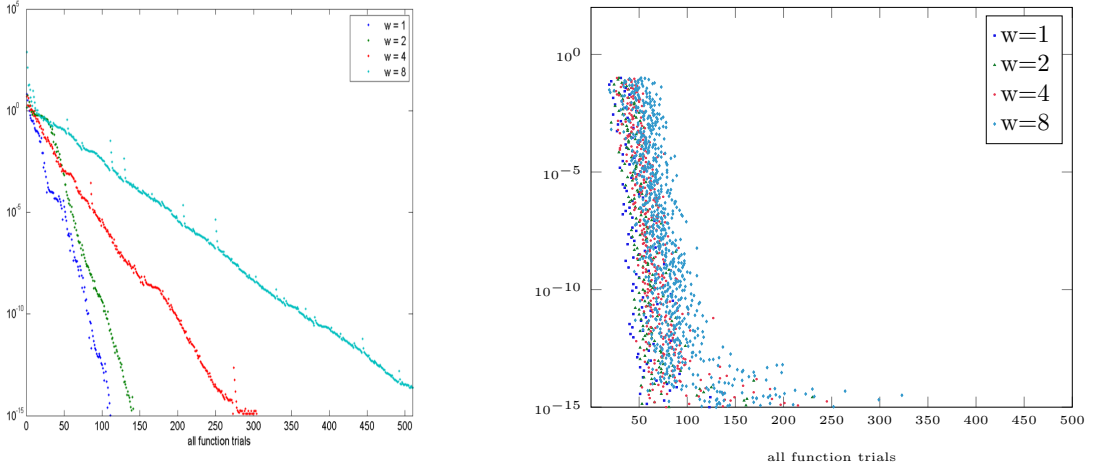 10^5
10^0
10^-5
10^-10
10^-15
0 50 100 150 200 250 300 350 400 450 500
all function trials
w = 1
w = 2
w = 4
w = 8
10^0
10^-5
10^-10
10^-15
50 100 150 200 250 300 350 400 450 500
all function trials
w=1
w=2
w=4
w=8